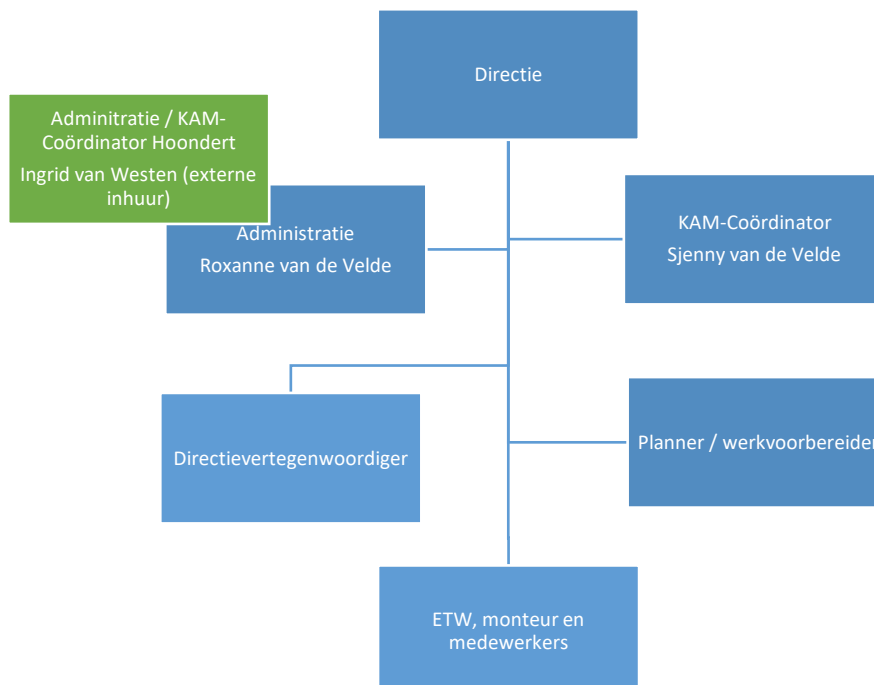 Directie
Adminitratie / KAM-
Coördinator Hoondert
Ingrid van Westen (externe
inhuur)
Administratie
Roxanne van de Velde
KAM-Coördinator
Sjenny van de Velde
Directievertegenwoordiger
Planner / werkvoorbereider
ETW, monteur en
medewerkers